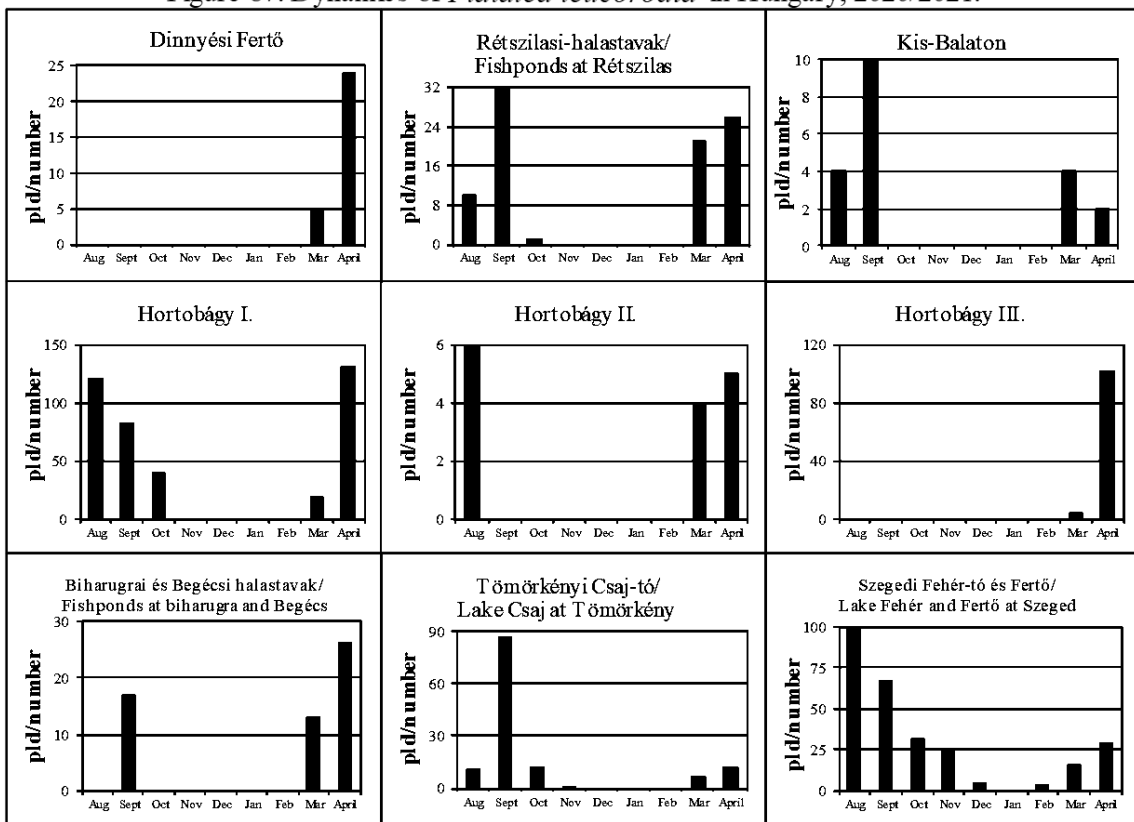 Figure Dynamics of Platalea leucorodia in Hungary, 2020/2021.
Dinnyési Fertő
pld/number
25
20
15
10
5
0
Aug Sept Oct Nov Dec Jan Feb Mar April
Rétszilasi-halastavak/
Fishponds at Rétszilas
pld/number
32
24
16
8
0
Aug Sept Oct Nov Dec Jan Feb Mar April
Kis-Balaton
pld/number
10
8
6
4
2
0
Aug Sept Oct Nov Dec Jan Feb Mar April
Hortobágy I.
pld/number
150
100
50
0
Aug Sept Oct Nov Dec Jan Feb Mar April
Hortobágy II.
pld/number
6
4
2
0
Aug Sept Oct Nov Dec Jan Feb Mar April
Hortobágy III.
pld/number
120
80
40
0
Aug Sept Oct Nov Dec Jan Feb Mar April
Biharugrai és Begécsi halastavak/
Fishponds at biharugra and Begécs
pld/number
30
20
10
0
Aug Sept Oct Nov Dec Jan Feb Mar April
Tömörkényi Csaj-tó/
Lake Csaj at Tömörkény
pld/number
90
60
30
0
Aug Sept Oct Nov Dec Jan Feb Mar April
Szegedi Fehér-tó és Fertő/
Lake Fehér and Fertő at Szeged
pld/number
100
75
50
25
0
Aug Sept Oct Nov Dec Jan Feb Mar April